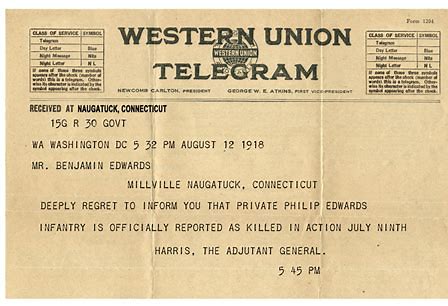 Form 1204
CLASS OF SERVICE SYMBOL
Telegram
Day Letter Blue
Night Message Nite
Night Letter N L
If none of these three symbols
appears after the check (number of
words) this is a telegram. Other-
wise its character is indicated by the
symbol appearing after the check.
WESTERN UNION
WESTERN UNION
TELEGRAM
NEWCOMB CARLTON, PRESIDENT GEORGE W. E. ATKINS, FIRST VICE-PRESIDENT
CLASS OF SERVICE SYMBOL
Telegram
Day Letter Blue
Night Message Nite
Night Letter N L
If none of these three symbols
appears after the check (number of
words) this is a telegram. Other-
wise its character is indicated by the
symbol appearing after the check.
RECEIVED AT NAUGATUCK, CONNECTICUT
15G R 30 GOVT
WA WASHINGTON DC 5 32 PM AUGUST 12 1918
MR. BENJAMIN EDWARDS
MILLVILLE NAUGATUCK, CONNECTICUT
DEEPLY REGRET TO INFORM YOU THAT PRIVATE PHILIP EDWARDS
INFANTRY IS OFFICIALLY REPORTED AS KILLED IN ACTION JULY NINTH
HARRIS, THE ADJUTANT GENERAL.
5 45 PM